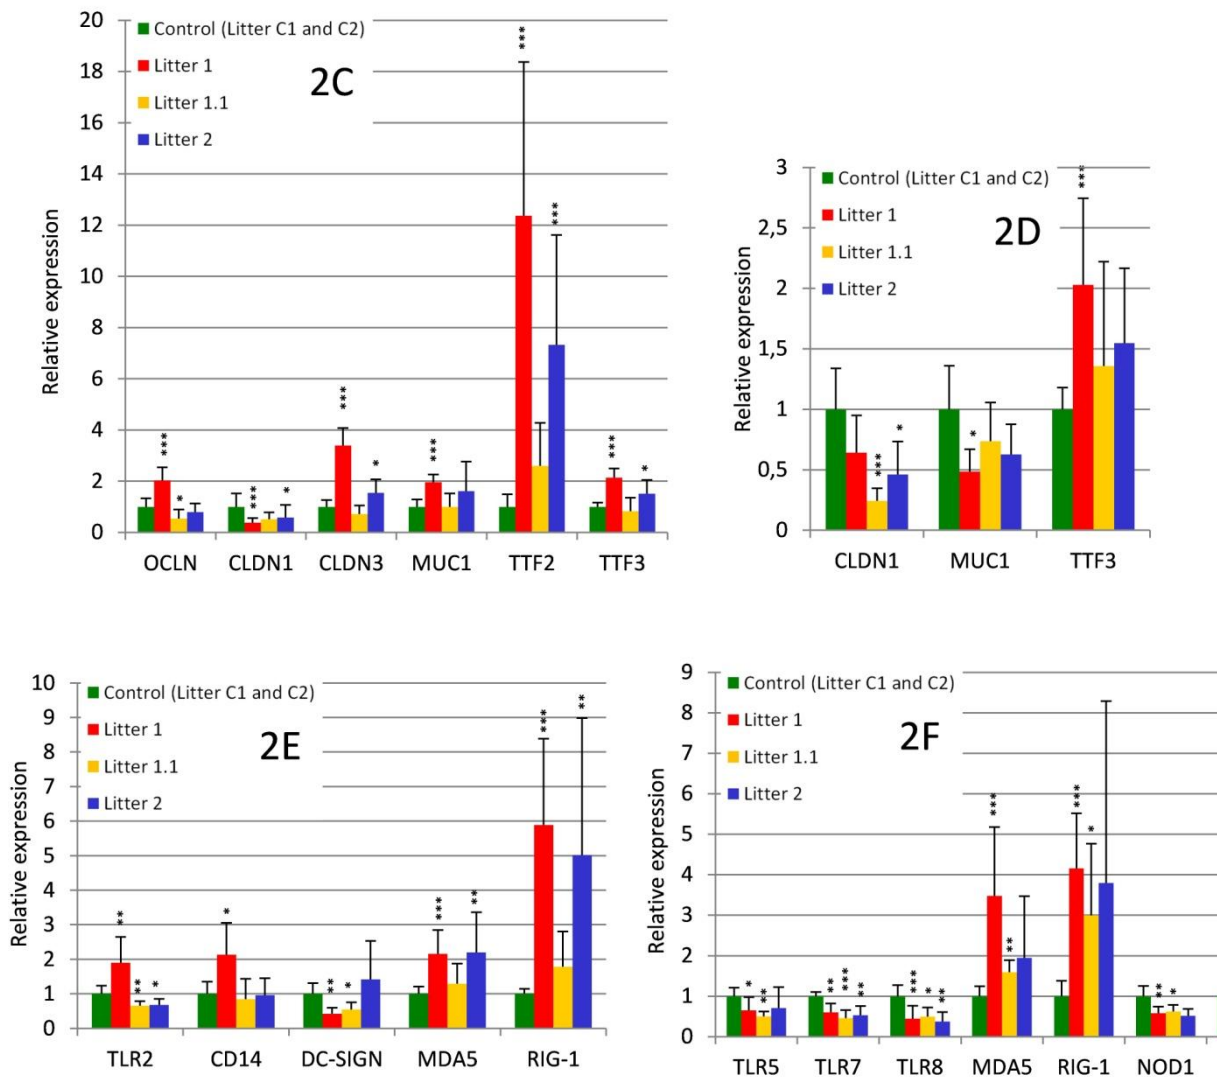 20
18
16
14
12
10
8
6
4
2
0
Relative expression
Control (Litter C1 and C2)
Litter 1
Litter 1.1
Litter 2
2C
*** * *** * *** * *** *** *** *** *
OCLN CLDN1 CLDN3 MUC1 TTF2 TTF3
3
2,5
2
1,5
1
0,5
0
Relative expression
Control (Litter C1 and C2)
Litter 1
Litter 1.1
Litter 2
2D
*** * * ***
CLDN1 MUC1 TTF3
10
9
8
7
6
5
4
3
2
1
0
Relative expression
Control (Litter C1 and C2)
Litter 1
Litter 1.1
Litter 2
2E
** ** * * ** * *** ** *** **
TLR2 CD14 DC-SIGN MDA5 RIG-1
9
8
7
6
5
4
3
2
1
0
Relative expression
Control (Litter C1 and C2)
Litter 1
Litter 1.1
Litter 2
2F
* ** ** *** ** *** * ** *** ** *** * ** *
TLR5 TLR7 TLR8 MDA5 RIG-1 NOD1